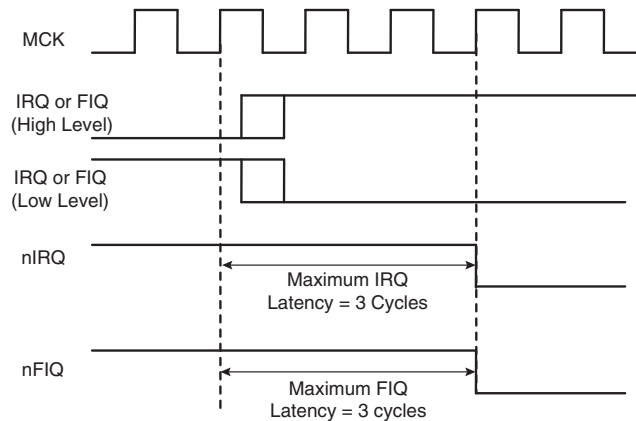 MCK
IRQ or FIQ
(High Level)
IRQ or FIQ
(Low Level)
nIRQ
Maximum IRQ
Latency = 3 Cycles
nFIQ
Maximum FIQ
Latency = 3 cycles